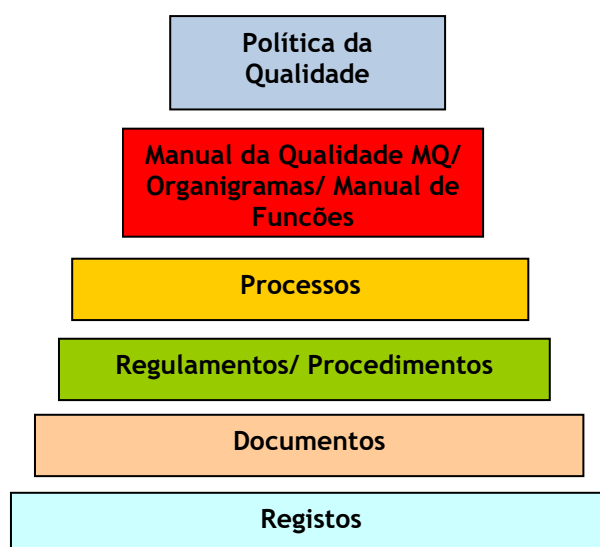 Política da
Qualidade
Manual da Qualidade MQ/
Organigramas/ Manual de
Funcões
Processos
Regulamentos/ Procedimentos
Documentos
Registos